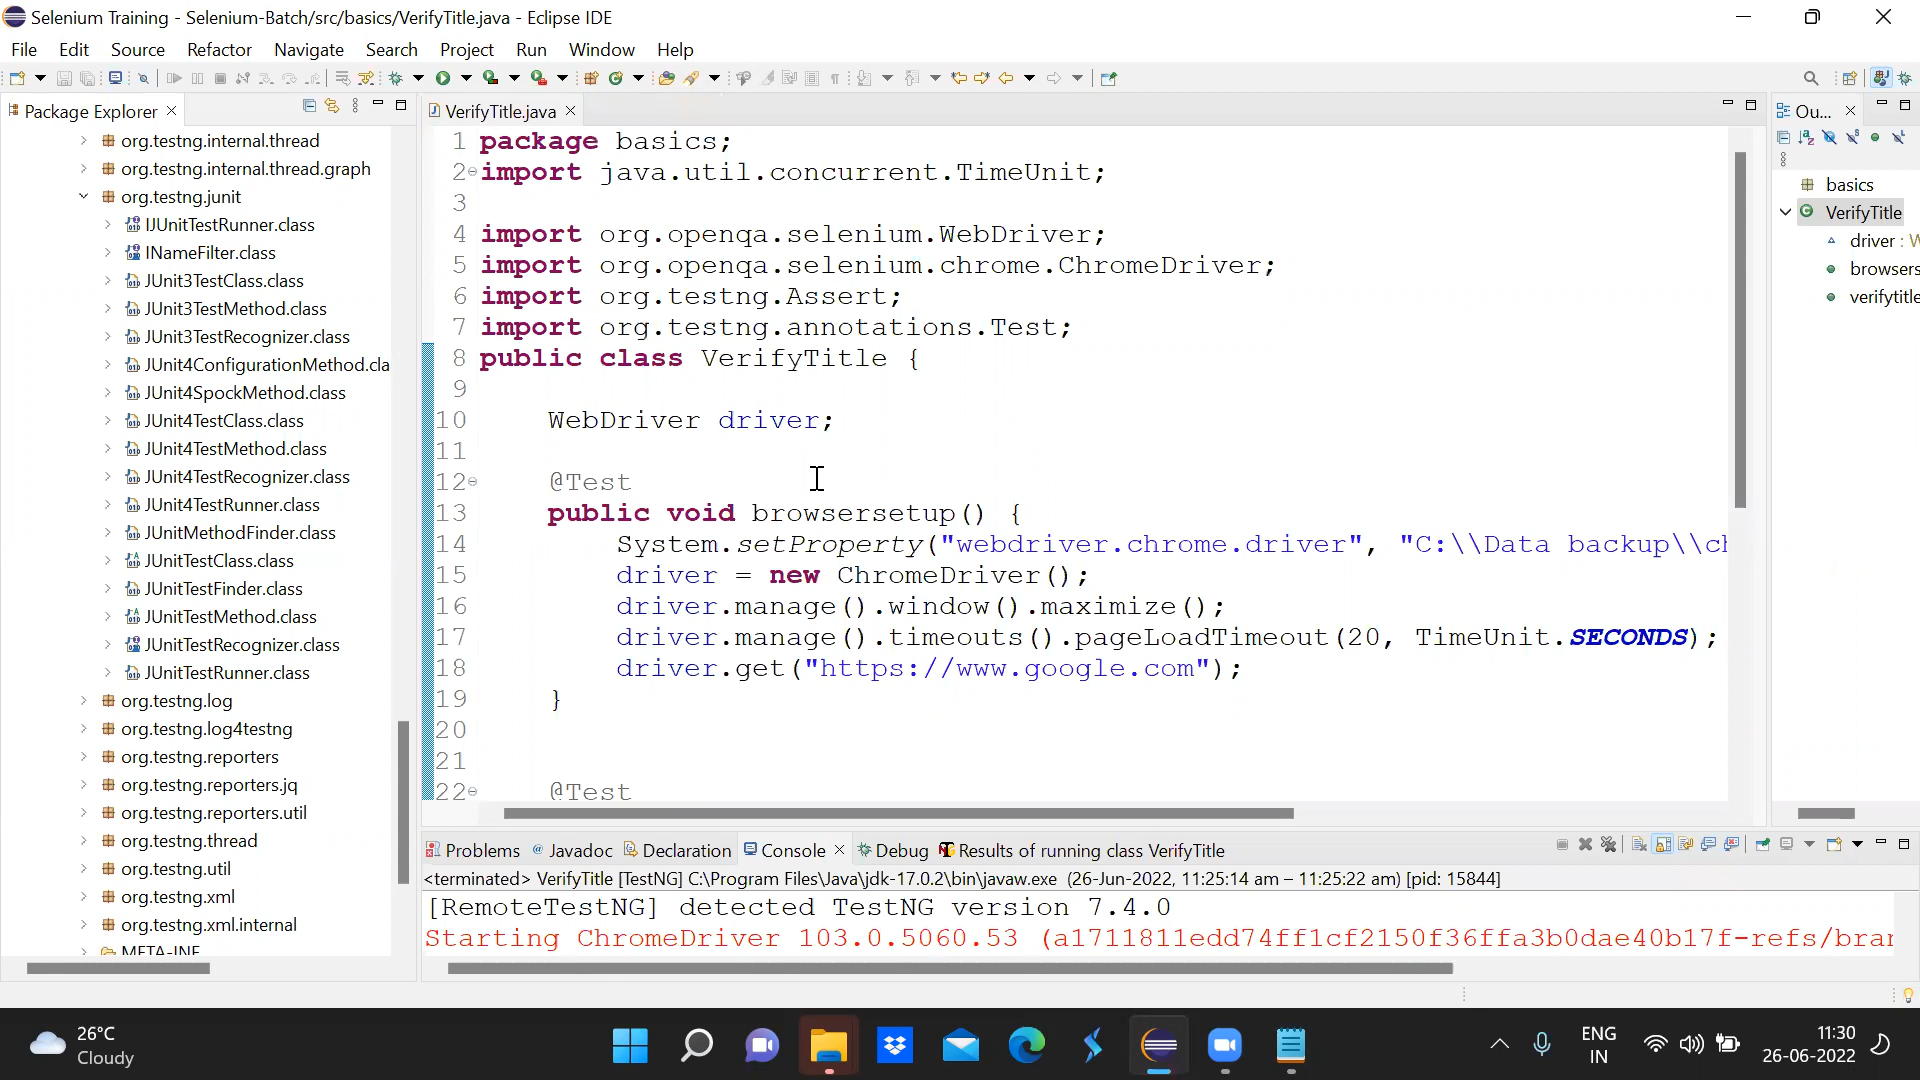 Selenium Training - Selenium-Batch/src/basics/VerifyTitle.java - Eclipse IDE
File Edit Source Refactor Navigate Search Project Run Window Help
Package Explorer
org.testng.internal.thread
org.testng.internal.thread.graph
org.testng.junit
IJUnitTestRunner.class
INameFilter.class
JUnit3TestClass.class
JUnit3TestMethod.class
JUnit3TestRecognizer.class
JUnit4ConfigurationMethod.cla
JUnit4SpockMethod.class
JUnit4TestClass.class
JUnit4TestMethod.class
JUnit4TestRecognizer.class
JUnit4TestRunner.class
JUnitMethodFinder.class
JUnitTestClass.class
JUnitTestFinder.class
JUnitTestMethod.class
JUnitTestRecognizer.class
JUnitTestRunner.class
org.testng.log
org.testng.log4testng
org.testng.reporters
org.testng.reporters.jq
org.testng.reporters.util
org.testng.thread
org.testng.util
org.testng.xml
org.testng.xml.internal
META-INF
VerifyTitle.java
1 package basics;
2 import java.util.concurrent.TimeUnit;
3
4 import org.openqa.selenium.WebDriver;
5 import org.openqa.selenium.chrome.ChromeDriver;
6 import org.testng.Assert;
7 import org.testng.annotations.Test;
8 public class VerifyTitle {
9
10 WebDriver driver;
11
12 @Test
13 public void browsersetup() {
14 System.setProperty("webdriver.chrome.driver", "C:\\Data backup\\ch
15 driver = new ChromeDriver();
16 driver.manage().window().maximize();
17 driver.manage().timeouts().pageLoadTimeout(20, TimeUnit.SECONDS);
18 driver.get("https://www.google.com");
19 }
20
21
22 @Test
Ou...
basics
VerifyTitle
driver : W
browsers
verifytitle
Problems Javadoc Declaration Console Debug Results of running class VerifyTitle
<terminated> VerifyTitle [TestNG] C:\Program Files\Java\jdk-17.0.2\bin\javaw.exe (26-Jun-2022, 11:25:14 am – 11:25:22 am) [pid: 15844]
[RemoteTestNG] detected TestNG version 7.4.0
Starting ChromeDriver 103.0.5060.53 (a1711811edd74ff1cf2150f36ffa3b0dae40b17f-refs/bran
26°C
Cloudy
ENG
IN
11:30
26-06-2022